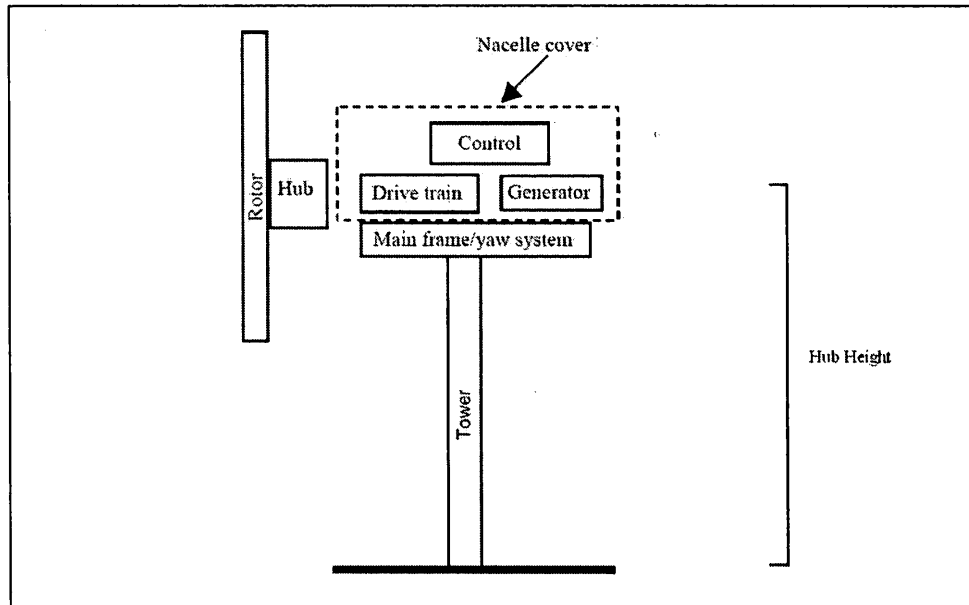 Nacelle cover
Control
Rotor
Hub
Drive train
Generator
Main frame/yaw system
Hub Height
Tower